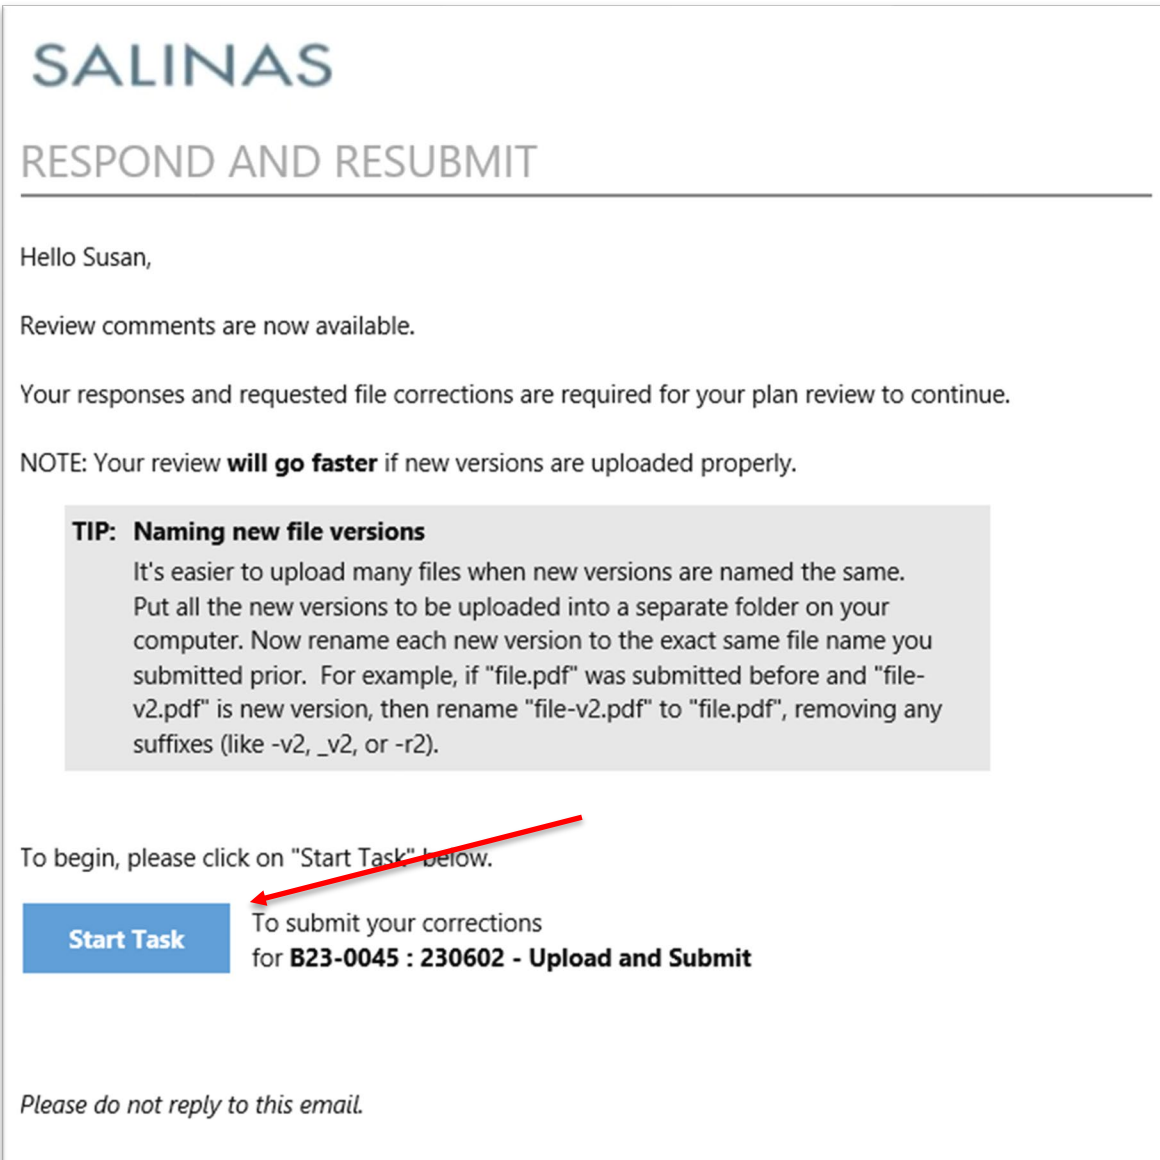 SALINAS
RESPOND AND RESUBMIT
Hello Susan,
Review comments are now available.
Your responses and requested file corrections are required for your plan review to continue.
NOTE: Your review will go faster if new versions are uploaded properly.
TIP: Naming new file versions
It's easier to upload many files when new versions are named the same.
Put all the new versions to be uploaded into a separate folder on your
computer. Now rename each new version to the exact same file name you
submitted prior.  For example, if "file.pdf" was submitted before and "file-
v2.pdf" is new version, then rename "file-v2.pdf" to "file.pdf", removing any
suffixes (like -v2, _v2, or -r2).
To begin, please click on "Start Task" below.
Start Task
To submit your corrections
for B23-0045 : 230602 - Upload and Submit
Please do not reply to this email.